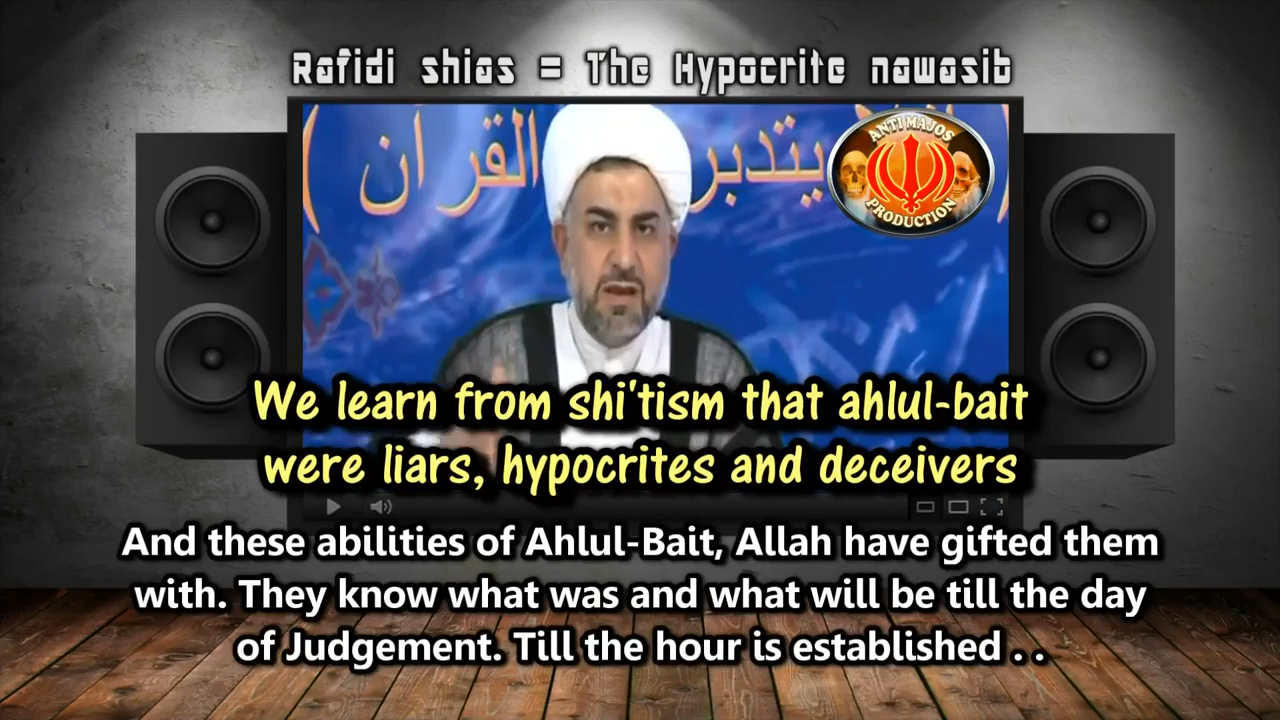 Rafidi shias = The Hypocrite nawasib
يتدبر القرآن
ANTI MAJOS
PRODUCTION
We learn from shi'tism that ahlul-bait
were liars, hypocrites and deceivers
And these abilities of Ahlul-Bait, Allah have gifted them
with. They know what was and what will be till the day
of Judgement. Till the hour is established . .